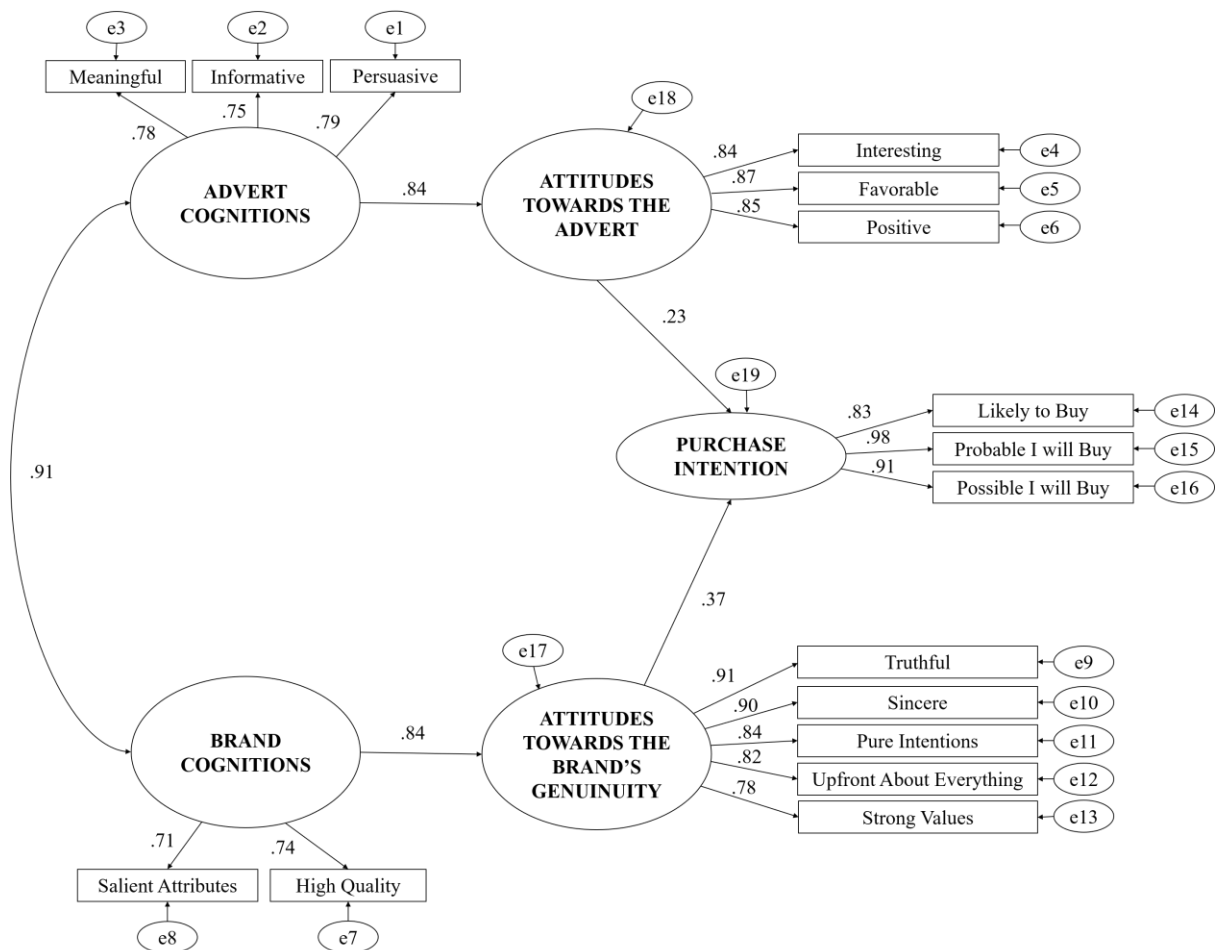 e3
e2
e1
Meaningful
Informative
Persuasive
.78
.75
.79
ADVERT
COGNITIONS
.84
e18
ATTITUDES
TOWARDS THE
ADVERT
.84
.87
.85
Interesting
Favorable
Positive
e4
e5
e6
.23
e19
PURCHASE
INTENTION
.83
.98
.91
Likely to Buy
Probable I will Buy
Possible I will Buy
e14
e15
e16
.91
.37
BRAND
COGNITIONS
.84
e17
ATTITUDES
TOWARDS THE
BRAND'S
GENUINUITY
.91
.90
.84
.82
.78
Truthful
Sincere
Pure Intentions
Upfront About Everything
Strong Values
e9
e10
e11
e12
e13
.71
.74
Salient Attributes
High Quality
e8
e7